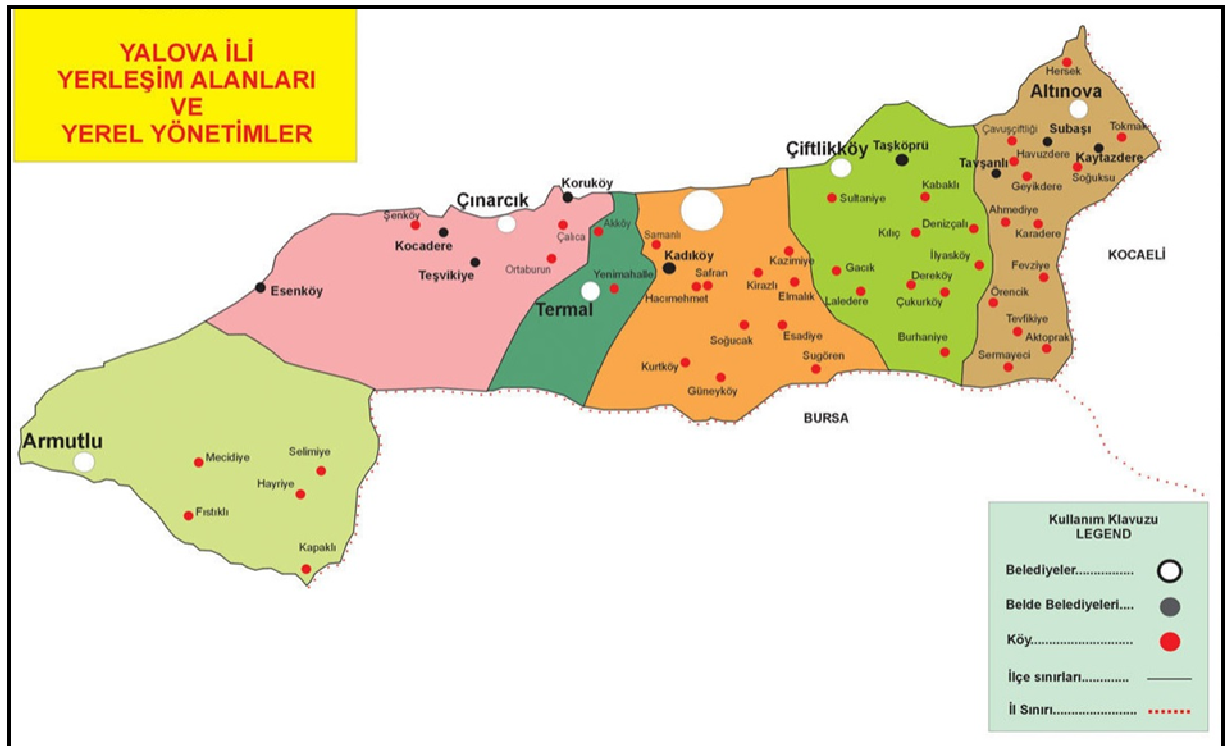 YALOVA İLİ
YERLEŞİM ALANLARI
VE
YEREL YÖNETİMLER
Hersek
Altınova
Çavuşçiftliği
Subaşı
Tokmak
Havuzdere
Kaytazdere
Tavşanlı
Geyikdere
Soğuksu
Ahmediye
Karadere
KOCAELİ
Fevziye
Örencik
Tevfikiye
Aktoprak
Sermayeci
Çiftlikköy
Taşköprü
Sultaniye
Kabaklı
Kılıç
Denizçalı
İlyasköy
Gacık
Dereköy
Laledere
Çukurköy
Burhaniye
Samanlı
Kadıköy
Kazimiye
Safran
Kirazlı
Hacımehmet
Elmalık
Soğucak
Esadiye
Kurtköy
Sugören
Güneyköy
BURSA
Akköy
Yenimahalle
Termal
Koruköy
Çınarcık
Şenköy
Çalıca
Kocadere
Teşvikiye
Ortaburun
Esenköy
Armutlu
Mecidiye
Selimiye
Hayriye
Fıstıklı
Kapaklı
Kullanım Klavuzu
LEGEND
Belediyeler................
Belde Belediyeleri....
Köy............................
İlçe sınırları.............
İl Sınırı.......................